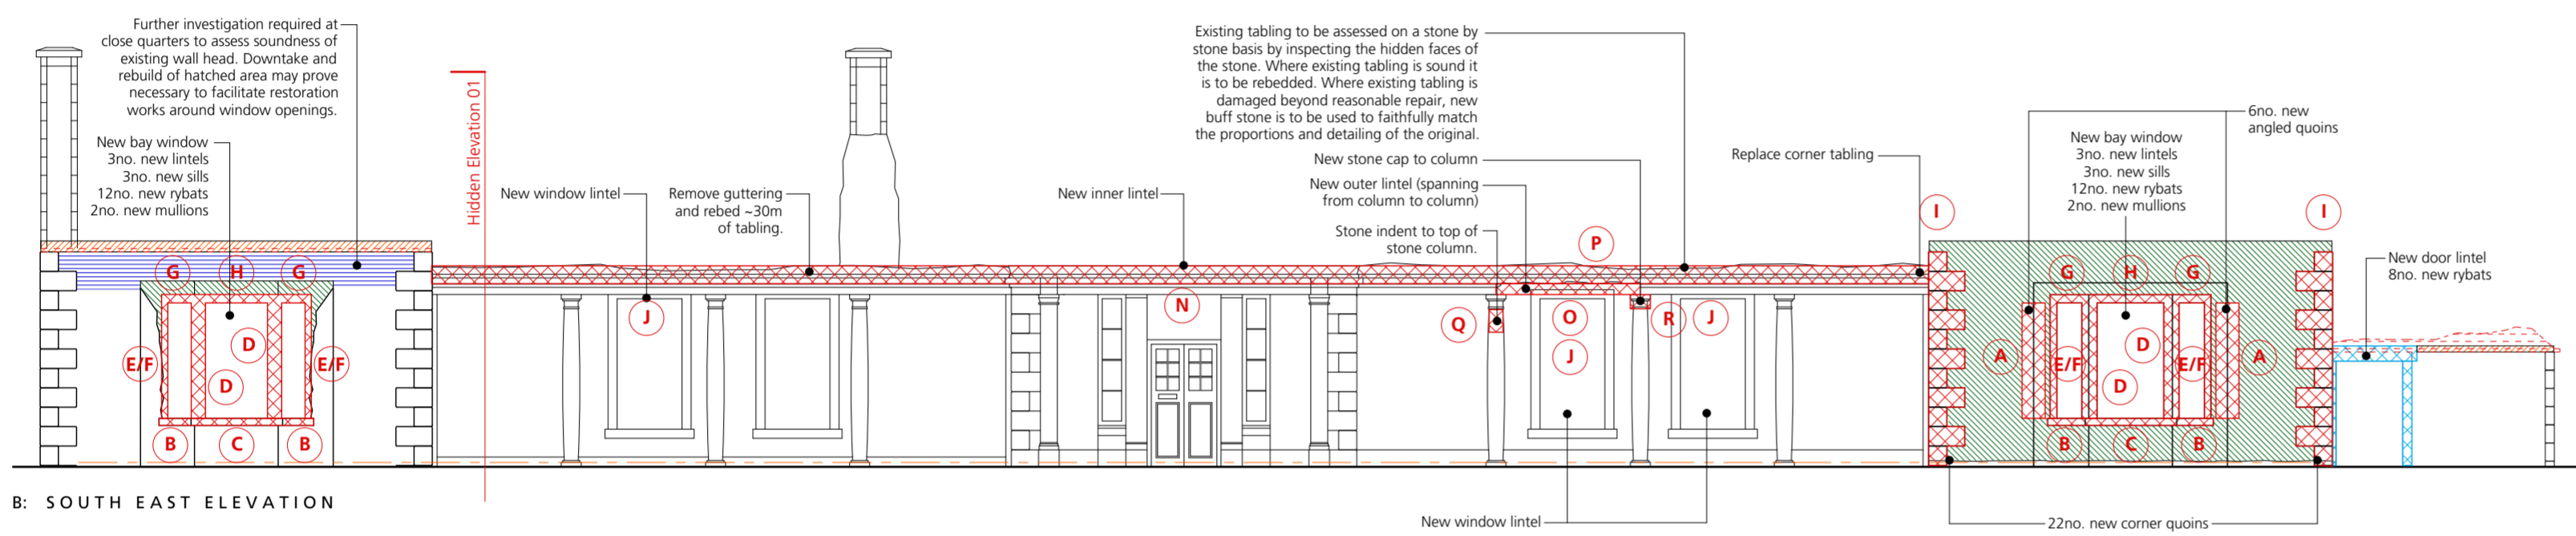 Further investigation required at
close quarters to assess soundness of
existing wall head. Downtake and
rebuild of hatched area may prove
necessary to facilitate restoration
works around window openings.
New bay window
3no. new lintels
3no. new sills
12no. new rybats
2no. new mullions
Hidden Elevation 01
New window lintel
Remove guttering
and rebed ~30m
of tabling.
New inner lintel
Existing tabling to be assessed on a stone by
stone basis by inspecting the hidden faces of
the stone. Where existing tabling is sound it
is to be rebedded. Where existing tabling is
damaged beyond reasonable repair, new
buff stone is to be used to faithfully match
the proportions and detailing of the original.
New stone cap to column
New outer lintel (spanning
from column to column)
Stone indent to top of
stone column.
Replace corner tabling
6no. new
angled quoins
New bay window
3no. new lintels
3no. new sills
12no. new rybats
2no. new mullions
New door lintel
8no. new rybats
I
I
P
G H G
G H G
N
J
Q
O
R
J
J
D
D
E/F
E/F
A
E/F
D
D
E/F
A
B C B
B C B
B: SOUTH EAST ELEVATION
New window lintel
22no. new corner quoins